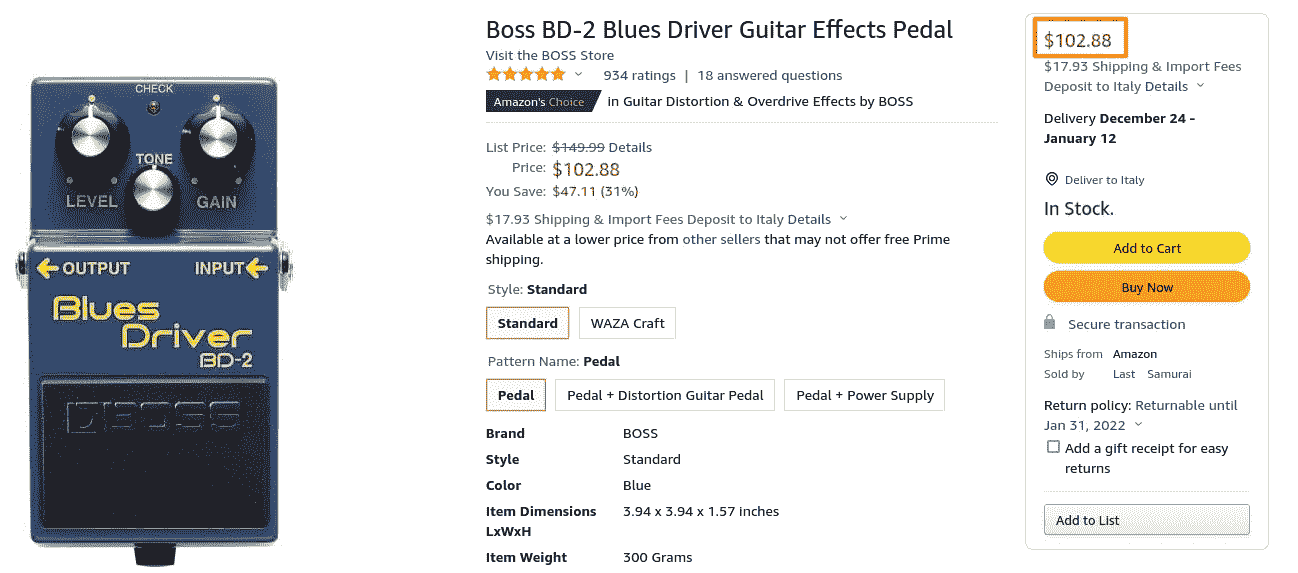 CHECK
TONE
LEVEL GAIN
OUTPUT INPUT
Blues
Driver
BD-2
BOSS
Boss BD-2 Blues Driver Guitar Effects Pedal
Visit the BOSS Store
934 ratings | 18 answered questions
Amazon's Choice in Guitar Distortion & Overdrive Effects by BOSS
List Price: $149.99 Details
Price: $102.88
You Save: $47.11 (31%)
$17.93 Shipping & Import Fees Deposit to Italy Details
Available at a lower price from other sellers that may not offer free Prime
shipping.
Style: Standard
Standard WAZA Craft
Pattern Name: Pedal
Pedal Pedal + Distortion Guitar Pedal Pedal + Power Supply
Brand BOSS
Style Standard
Color Blue
Item Dimensions 3.94 x 3.94 x 1.57 inches
LxWxH
Item Weight 300 Grams
$102.88
$17.93 Shipping & Import Fees
Deposit to Italy Details
Delivery December 24 -
January 12
Deliver to Italy
In Stock.
Add to Cart
Buy Now
Secure transaction
Ships from Amazon
Sold by Last Samurai
Return policy: Returnable until
Jan 31, 2022
Add a gift receipt for easy
returns
Add to List